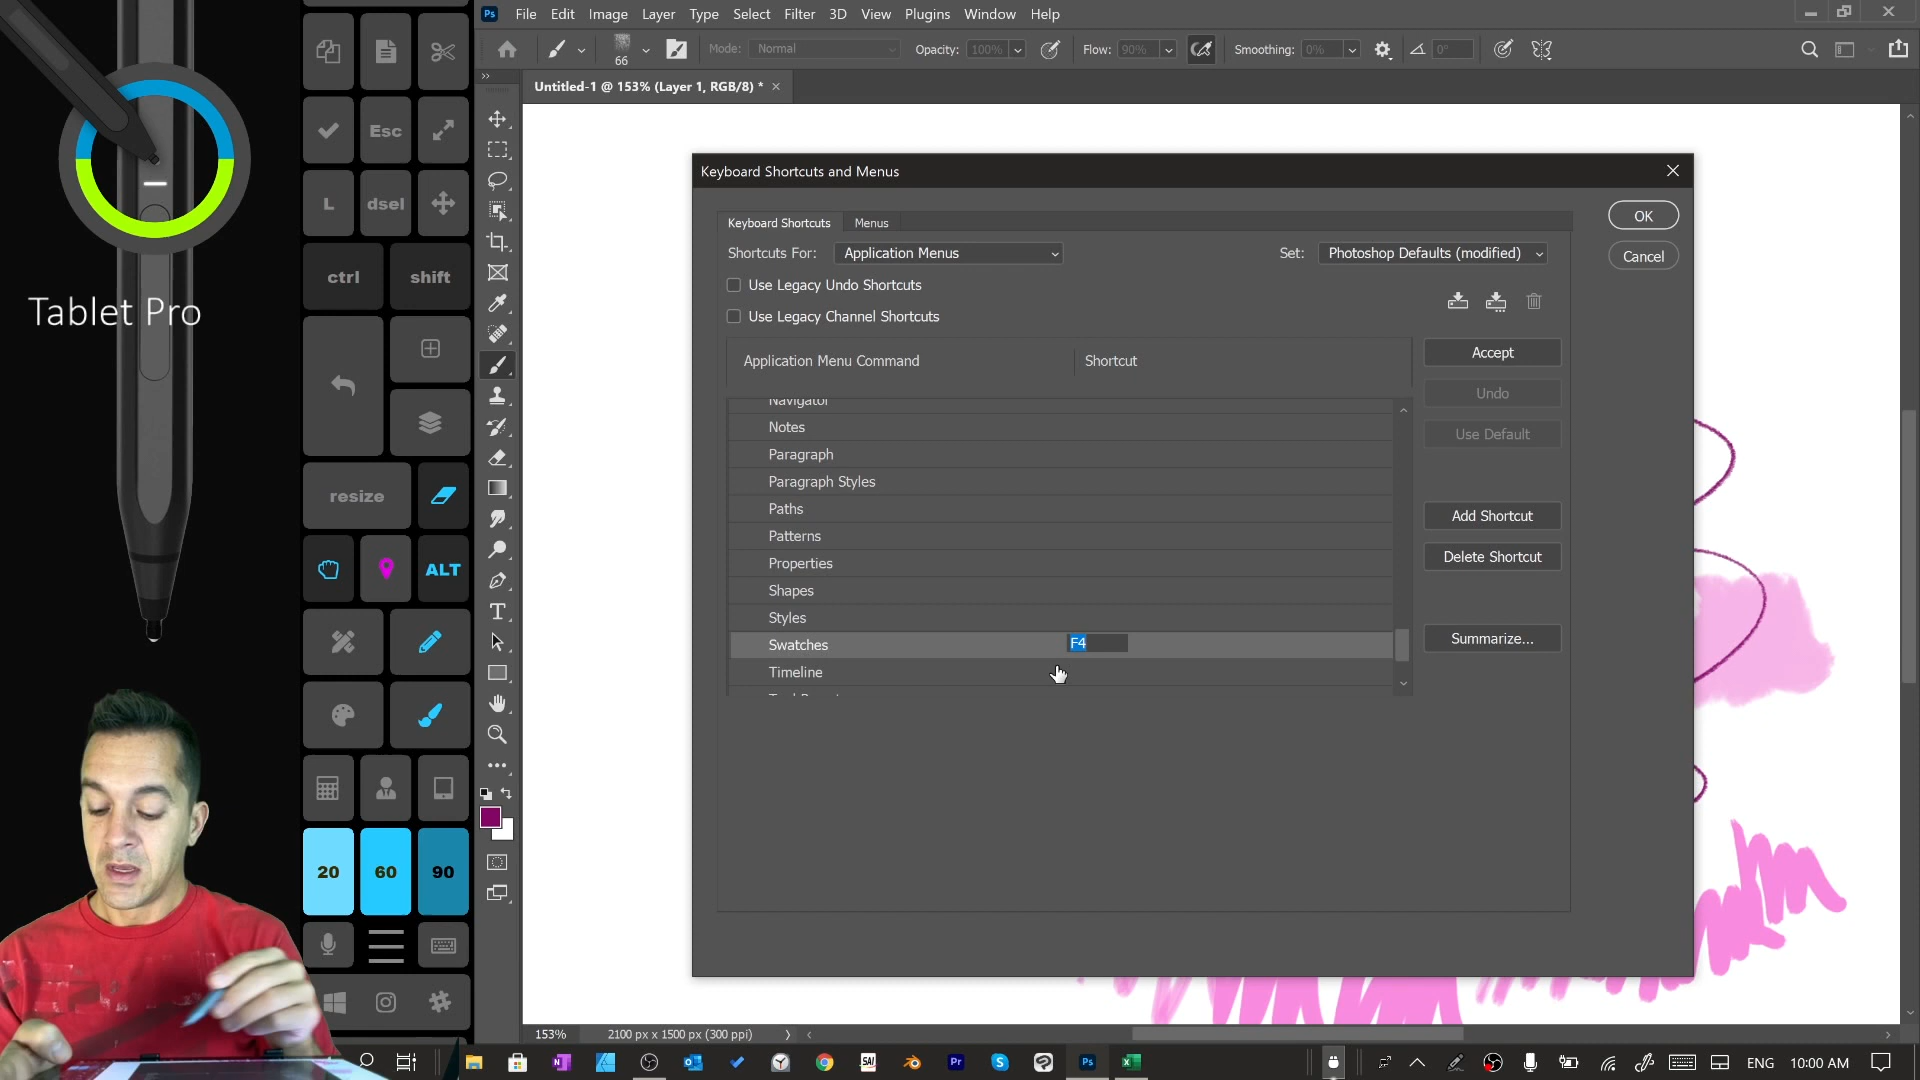 Ps File Edit Image Layer Type Select Filter 3D View Plugins Window Help
66 Mode: Normal Opacity: 100% Flow: 90% Smoothing: 0% 0°
Untitled-1 @ 153% (Layer 1, RGB/8) *
Esc
L dsel
ctrl shift
Tablet Pro
resize
ALT
20 60 90
Keyboard Shortcuts and Menus
Keyboard Shortcuts Menus
OK
Shortcuts For: Application Menus Set: Photoshop Defaults (modified)
Cancel
Use Legacy Undo Shortcuts
Use Legacy Channel Shortcuts
Application Menu Command Shortcut
Accept
Undo
Use Default
Add Shortcut
Delete Shortcut
Summarize...
Navigator
Notes
Paragraph
Paragraph Styles
Paths
Patterns
Properties
Shapes
Styles
Swatches F4
Timeline
153% 2100 px x 1500 px (300 ppi)
SAI Pr Ps ENG 10:00 AM